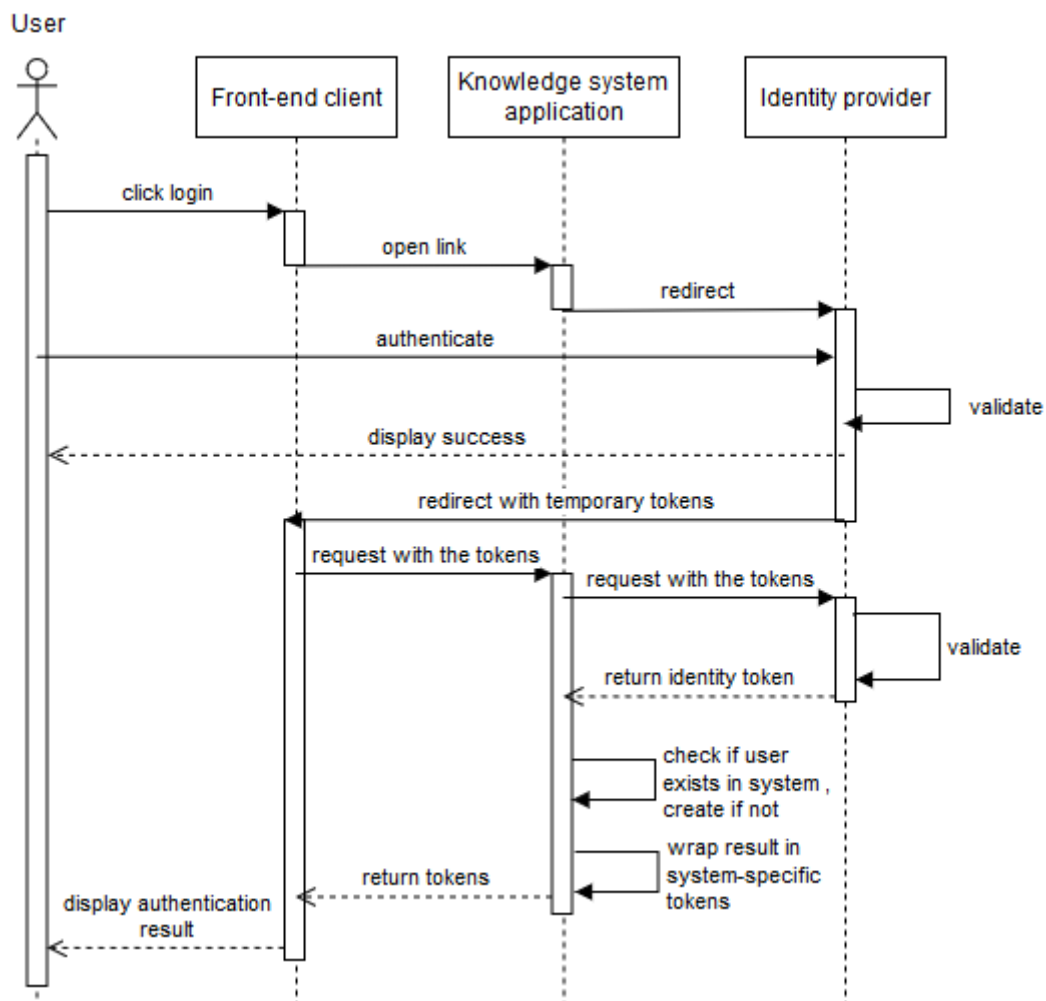 User
Front-end client
Knowledge system
application
Identity provider
click login
open link
redirect
authenticate
validate
display success
redirect with temporary tokens
request with the tokens
request with the tokens
validate
return identity token
check if user
exists in system ,
create if not
wrap result in
system-specific
tokens
return tokens
display authentication
result